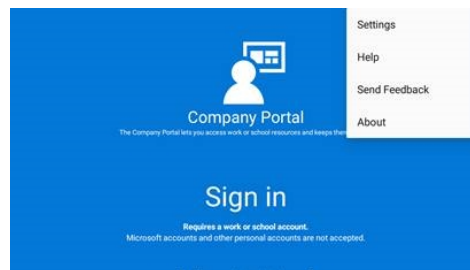 Settings
Help
Send Feedback
About
Company Portal
The Company Portal lets you access work or school resources and keeps
Sign in
Requires a work or school account.
Microsoft accounts and other personal accounts are not accepted.